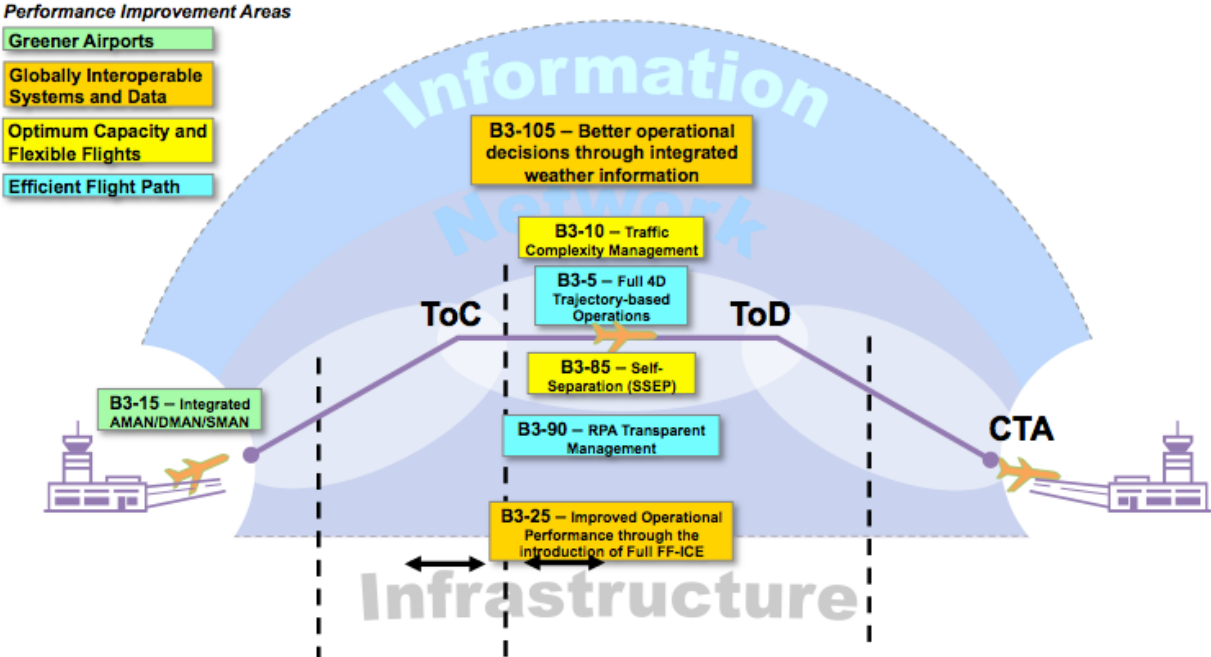 Performance Improvement Areas
Greener Airports
Globally Interoperable
Systems and Data
Optimum Capacity and
Flexible Flights
Efficient Flight Path
Information
B3-105 – Better operational
decisions through integrated
weather information
Network
B3-10 – Traffic
Complexity Management
B3-5 – Full 4D
Trajectory-based
Operations
ToC
ToD
B3-85 – Self-
Separation (SSEP)
B3-15 – Integrated
AMAN/DMAN/SMAN
B3-90 – RPA Transparent
Management
CTA
B3-25 – Improved Operational
Performance through the
introduction of Full FF-ICE
Infrastructure